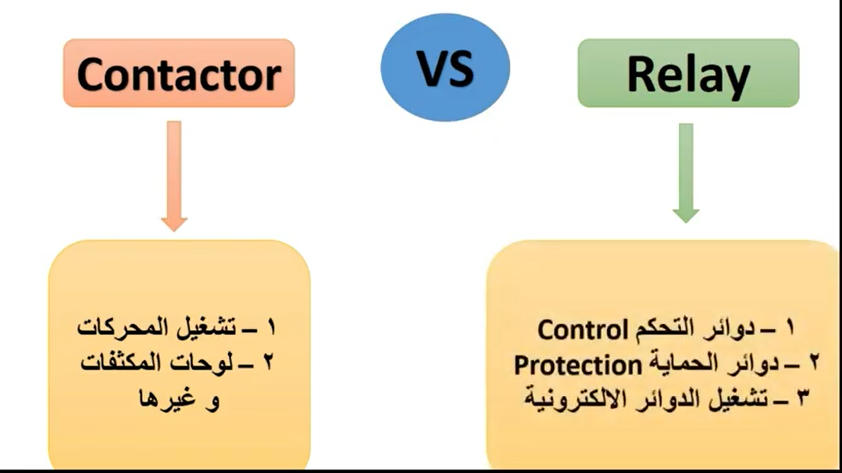 Contactor
VS
Relay
١ – تشغيل المحركات
٢ – لوحات المكثفات
و غيرها
١ – دوائر التحكم Control
٢ – دوائر الحماية Protection
٣ – تشغيل الدوائر الالكترونية